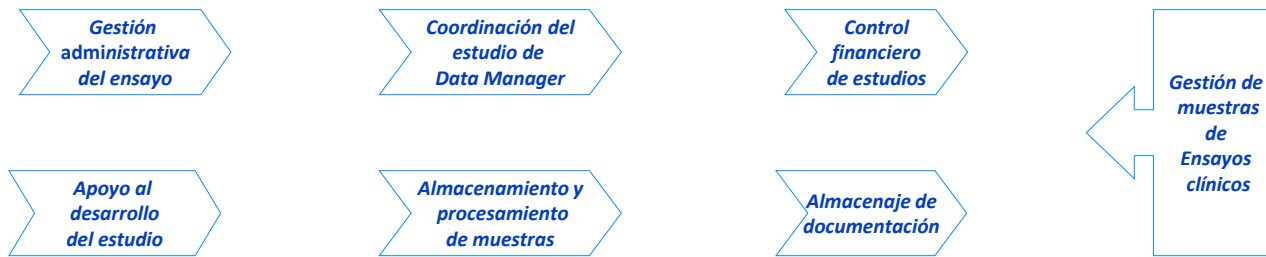 Gestión
administrativa
del ensayo
Coordinación del
estudio de
Data Manager
Control
financiero
de estudios
Gestión de
muestras
de
Ensayos
clínicos
Apoyo al
desarrollo
del estudio
Almacenamiento y
procesamiento
de muestras
Almacenaje de
documentación